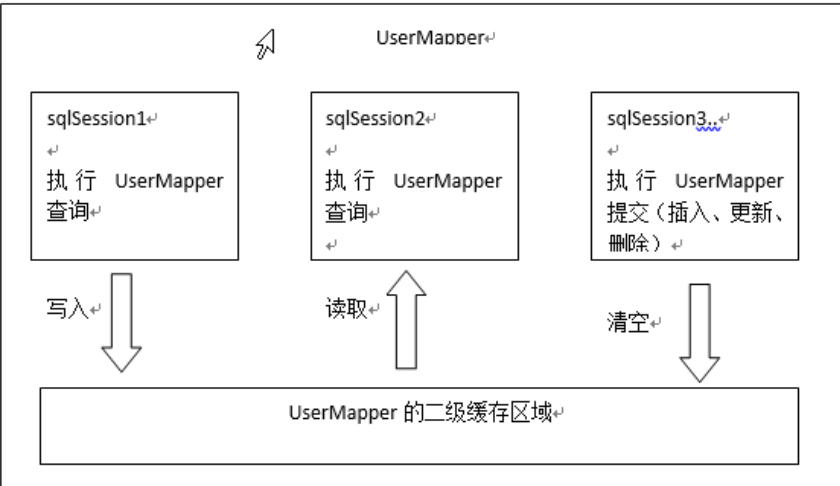 UserMapper
sqlSession1
执行 UserMapper
查询
sqlSession2
执行 UserMapper
查询
sqlSession3..
执行 UserMapper
提交（插入、更新、
删除）
写入
读取
清空
UserMapper 的二级缓存区域